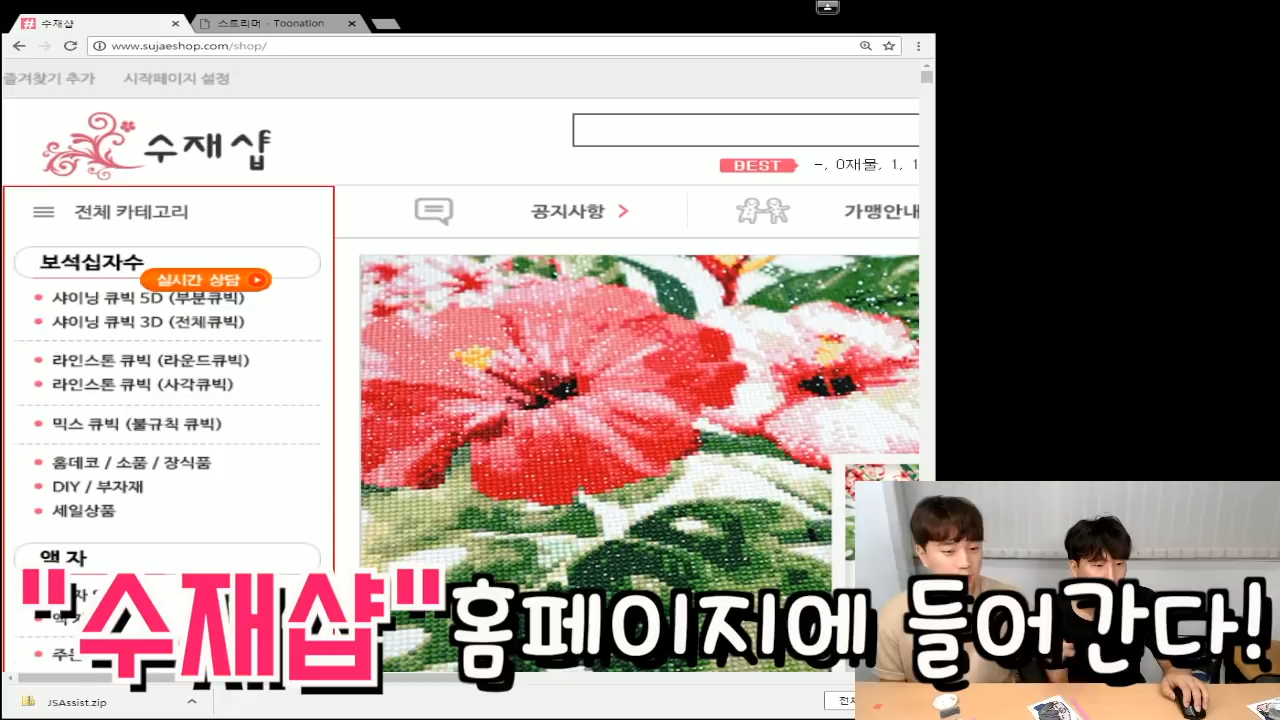 수재샵
스트리머 - Toonation
www.sujaeshop.com/shop/
즐겨찾기 추가 시작페이지 설정
수재샵
BEST -, 0재물, 1, 1
전체 카테고리
공지사항
가맹안내
보석십자수
실시간 상담
샤이닝 큐빅 5D (부분큐빅)
샤이닝 큐빅 3D (전체큐빅)
라인스톤 큐빅 (라운드큐빅)
라인스톤 큐빅 (사각큐빅)
믹스 큐빅 (불규칙 큐빅)
홈데코 / 소품 / 장식품
DIY / 부자재
세일상품
액 자
"수재샵" 홈페이지에 들어간다!
JSAssist.zip